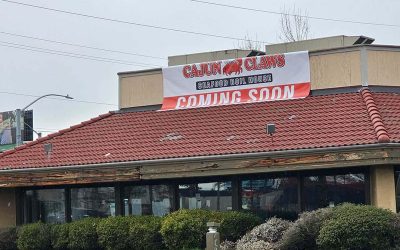 CAJUN CLAWS
SEAFOOD BOIL HOUSE
COMING SOON